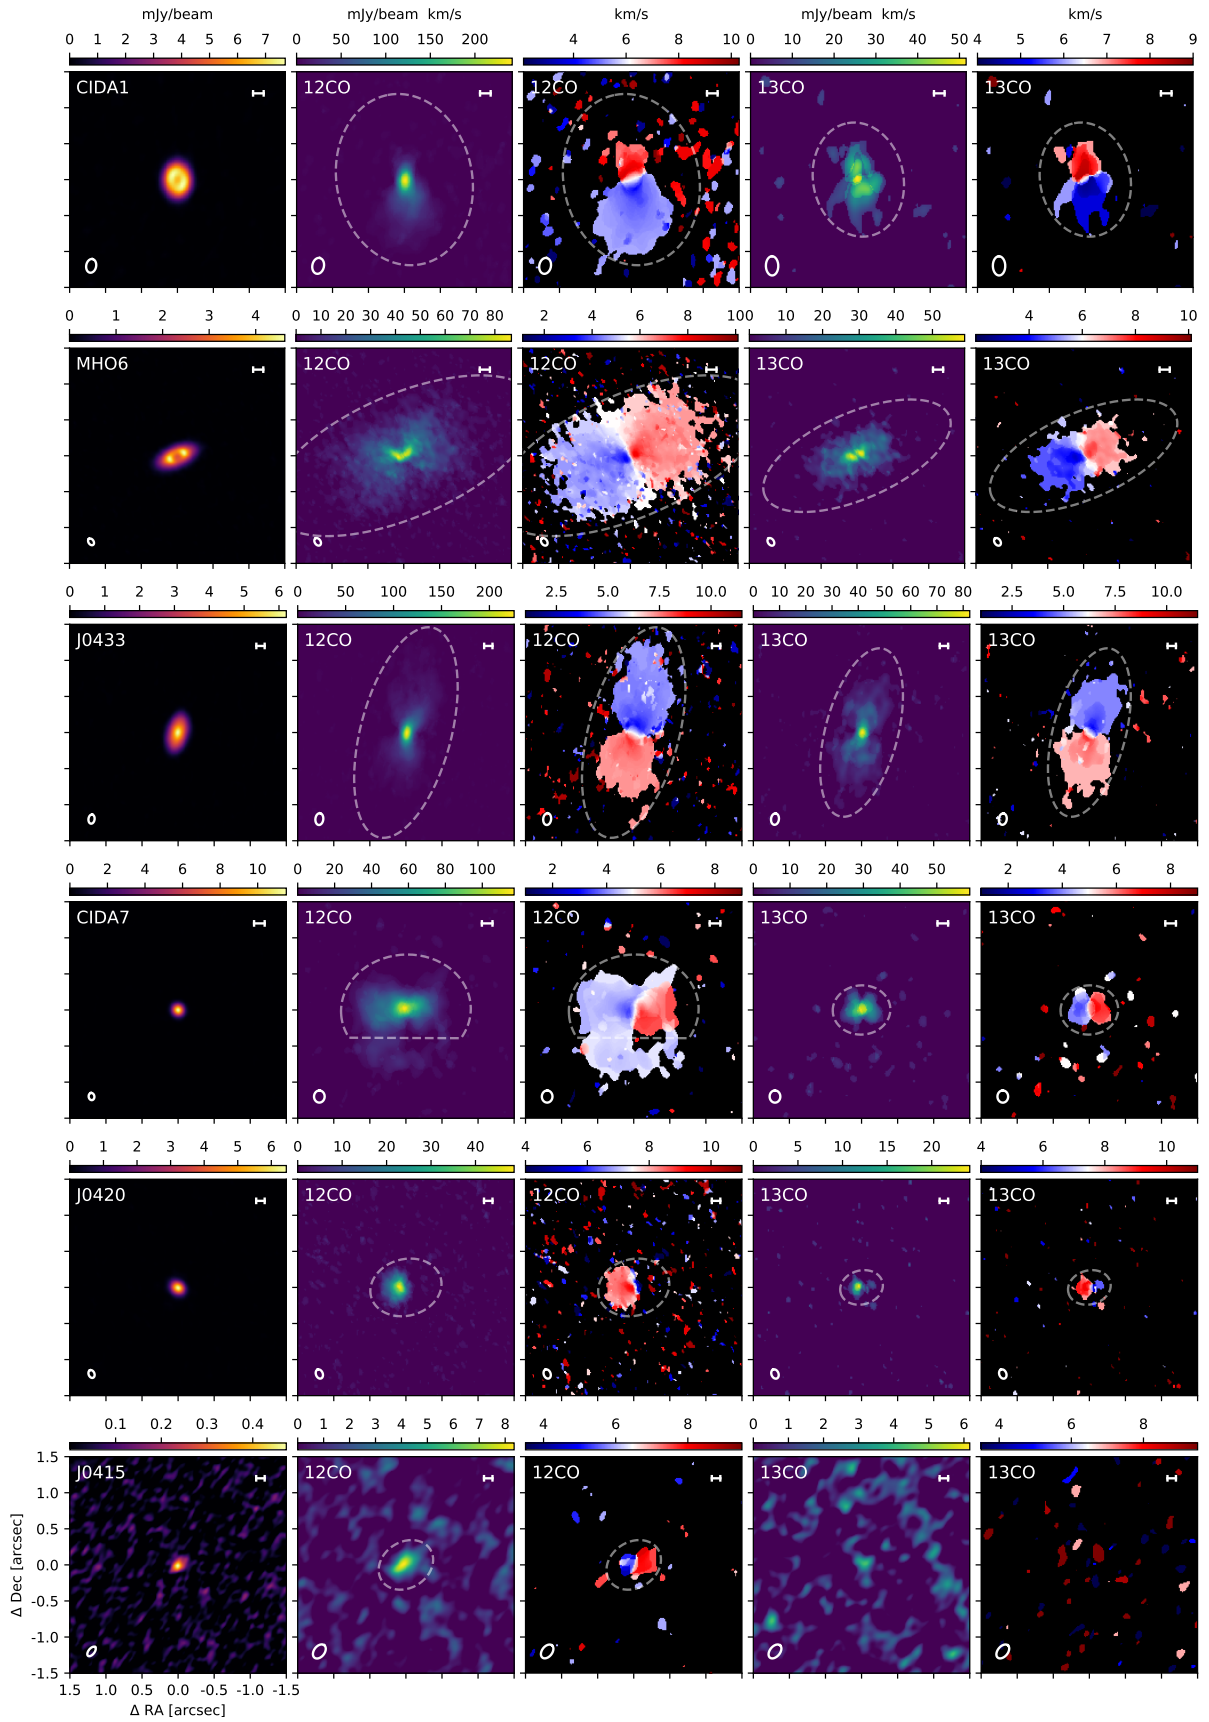 mJy/beam mJy/beam km/s km/s mJy/beam km/s km/s
0 1 2 3 4 5 6 7 0 50 100 150 200 4 6 8 10 0 10 20 30 40 50 4 5 6 7 8 9
CIDA1 12CO 12CO 13CO 13CO
0 1 2 3 4 0 10 20 30 40 50 60 70 80 2 4 6 8 10 0 10 20 30 40 50 4 6 8 10
MHO6 12CO 12CO 13CO 13CO
0 1 2 3 4 5 6 0 50 100 150 200 2.5 5.0 7.5 10.0 0 20 40 60 80 2.5 5.0 7.5 10.0
J0433 12CO 12CO 13CO 13CO
0 2 4 6 8 10 0 20 40 60 80 100 2 4 6 8 0 10 20 30 40 50 2 4 6 8
CIDA7 12CO 12CO 13CO 13CO
0 1 2 3 4 5 6 0 10 20 30 40 4 6 8 10 0 5 10 15 20 4 6 8 10
J0420 12CO 12CO 13CO 13CO
0.1 0.2 0.3 0.4 0 1 2 3 4 5 6 7 8 4 6 8 0 1 2 3 4 5 6 4 6 8
J0415 12CO 12CO 13CO 13CO
1.5
1.0
0.5
0.0
-0.5
-1.0
-1.5
Δ Dec [arcsec]
1.5 1.0 0.5 0.0 -0.5 -1.0 -1.5
Δ RA [arcsec]